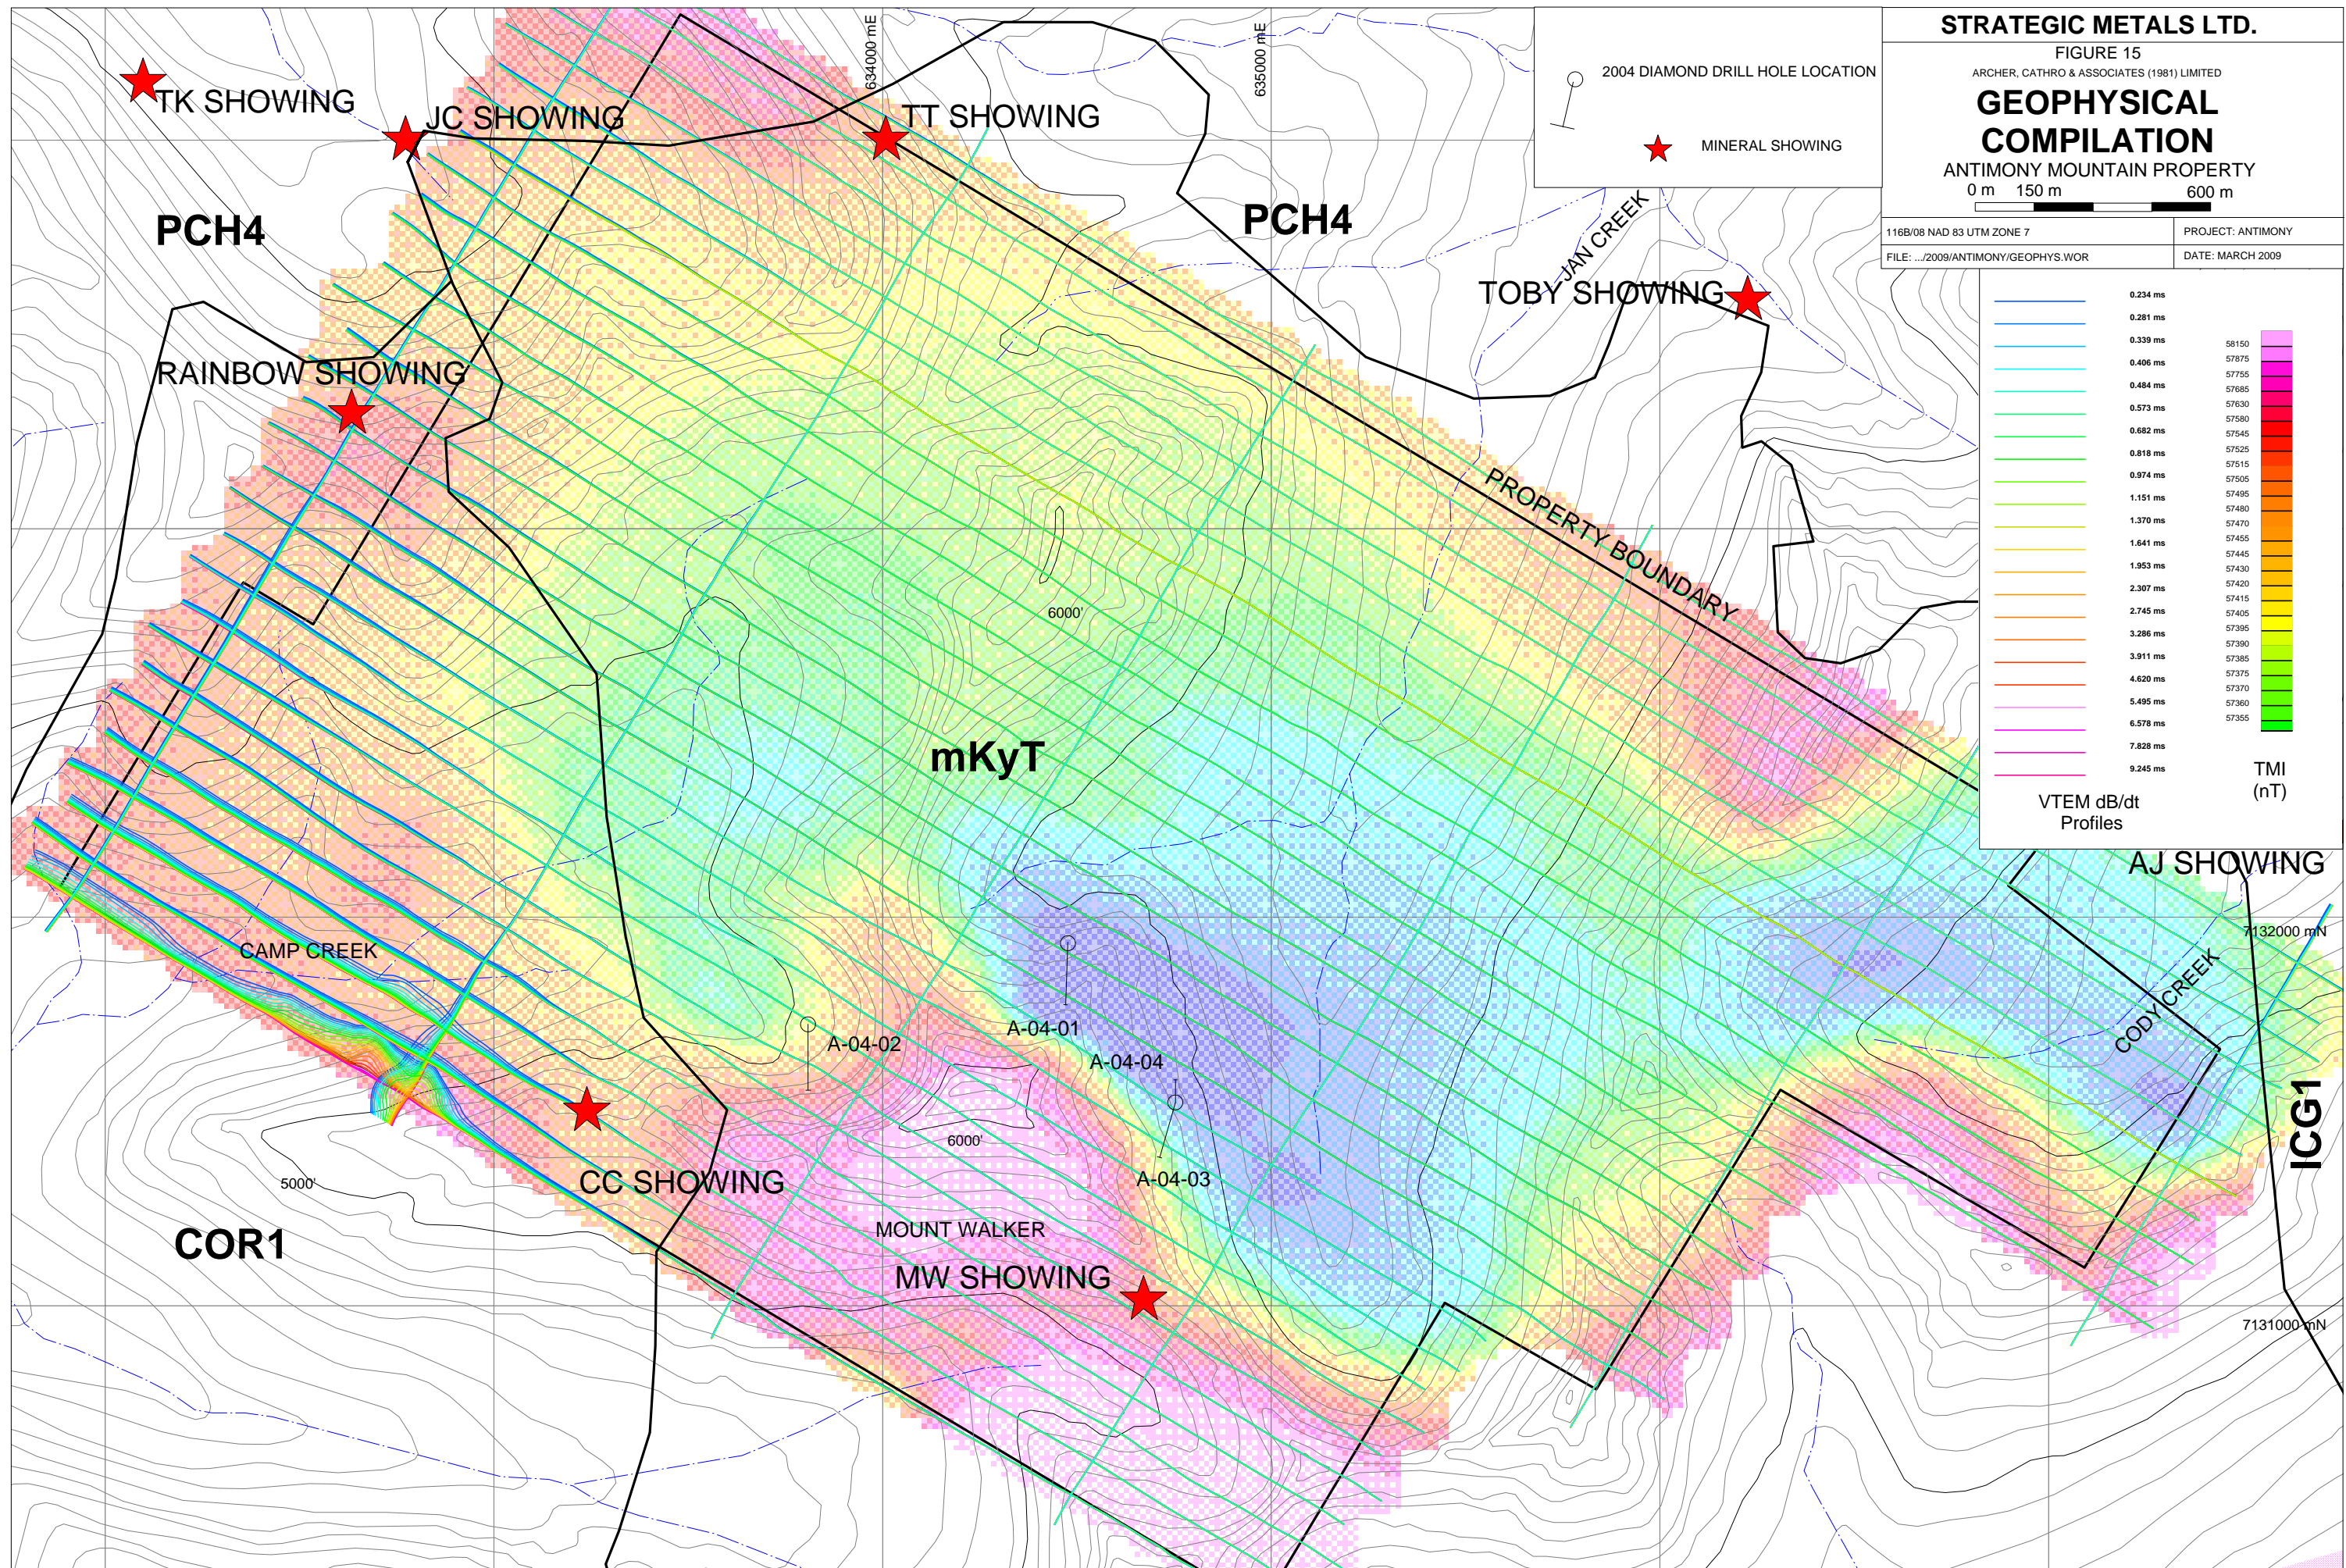 STRATEGIC METALS LTD.
FIGURE 15
ARCHER, CATHRO & ASSOCIATES (1981) LIMITED
GEOPHYSICAL
COMPILATION
ANTIMONY MOUNTAIN PROPERTY
0 m 150 m 600 m
116B/08 NAD 83 UTM ZONE 7
PROJECT: ANTIMONY
FILE: .../2009/ANTIMONY/GEOPHYS.WOR
DATE: MARCH 2009
2004 DIAMOND DRILL HOLE LOCATION
MINERAL SHOWING
634000 mE
635000 mE
TK SHOWING
JC SHOWING
TT SHOWING
PCH4
PCH4
JAN CREEK
TOBY SHOWING
RAINBOW SHOWING
PROPERTY BOUNDARY
6000'
mKyT
0.234 ms
0.281 ms
0.339 ms
0.406 ms
0.484 ms
0.573 ms
0.682 ms
0.818 ms
0.974 ms
1.151 ms
1.370 ms
1.641 ms
1.953 ms
2.307 ms
2.745 ms
3.286 ms
3.911 ms
4.620 ms
5.495 ms
6.578 ms
7.828 ms
9.245 ms
VTEM dB/dt
Profiles
58150
57875
57755
57685
57630
57580
57545
57525
57515
57505
57495
57480
57470
57455
57445
57430
57420
57415
57405
57395
57390
57385
57375
57370
57360
57355
TMI
(nT)
AJ SHOWING
7132000 mN
CAMP CREEK
CODY CREEK
A-04-01
A-04-02
A-04-04
ICG1
6000'
A-04-03
CC SHOWING
5000'
COR1
MOUNT WALKER
MW SHOWING
7131000 mN